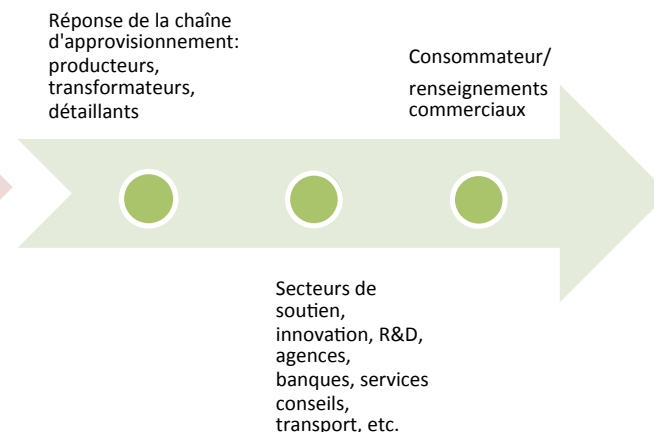 Réponse de la chaîne
d'approvisionnement:
producteurs,
transformateurs,
détaillants
Consommateur/
renseignements
commerciaux
Secteurs de
soutien,
innovation, R&D,
agences,
banques, services
conseils,
transport, etc.